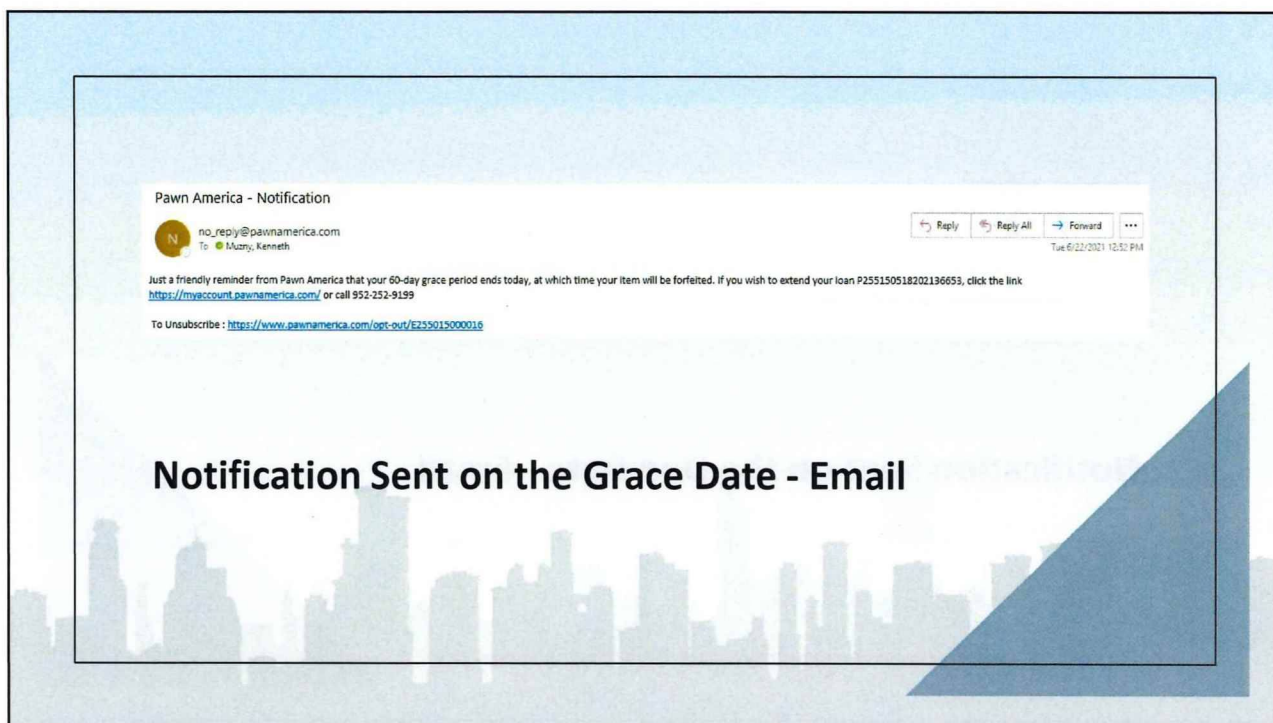 Pawn America - Notification
N
no_reply@pawnamerica.com
To Muzny, Kenneth
Reply
Reply All
Forward
...
Tue 6/22/2021 12:52 PM
Just a friendly reminder from Pawn America that your 60-day grace period ends today, at which time your item will be forfeited. If you wish to extend your loan P255150518202136653, click the link
https://myaccount.pawnamerica.com/ or call 952-252-9199
To Unsubscribe : https://www.pawnamerica.com/opt-out/E255015000016
Notification Sent on the Grace Date - Email